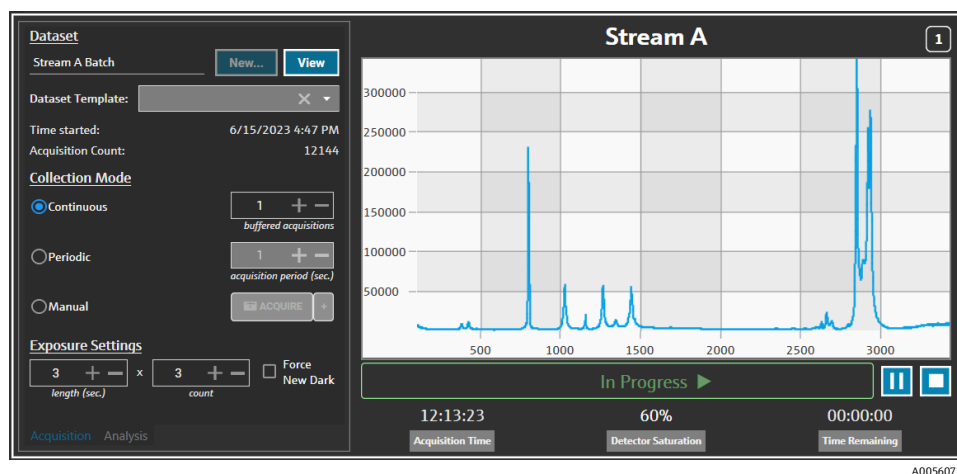 Dataset
Stream A Batch
New...
View
Dataset Template:
Time started:
6/15/2023 4:47 PM
Acquisition Count:
12144
Collection Mode
Continuous
1
buffered acquisitions
Periodic
1
acquisition period (sec.)
Manual
ACQUIRE
+
Exposure Settings
3
x
3
length (sec.)
count
Force
New Dark
Acquisition
Analysis
Stream A
1
300000
250000
200000
150000
100000
50000
500 1000 1500 2000 2500 3000
In Progress
12:13:23 60% 00:00:00
Acquisition Time Detector Saturation Time Remaining
A005607